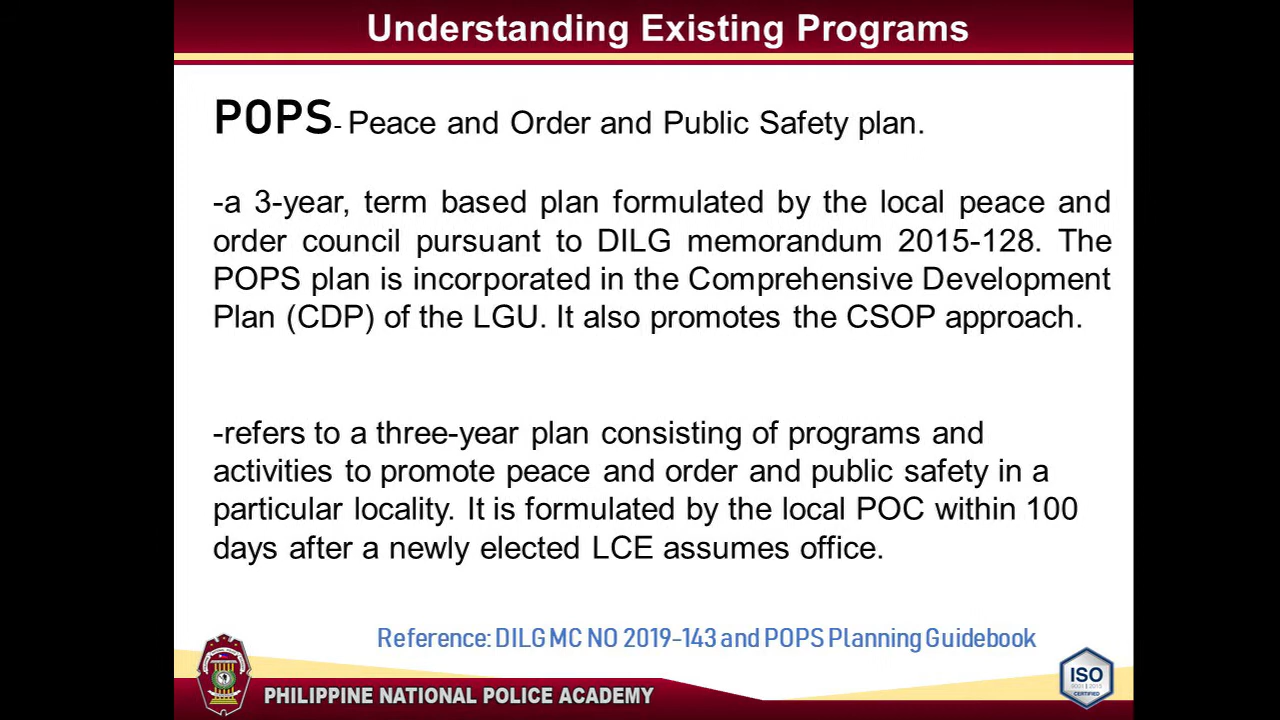 Understanding Existing Programs
POPS- Peace and Order and Public Safety plan.
-a 3-year, term based plan formulated by the local peace and
order council pursuant to DILG memorandum 2015-128. The
POPS plan is incorporated in the Comprehensive Development
Plan (CDP) of the LGU. It also promotes the CSOP approach.
-refers to a three-year plan consisting of programs and
activities to promote peace and order and public safety in a
particular locality. It is formulated by the local POC within 100
days after a newly elected LCE assumes office.
Reference: DILG MC NO 2019-143 and POPS Planning Guidebook
PHILIPPINE NATIONAL POLICE ACADEMY
ISO
9001 | 2015
CERTIFIED